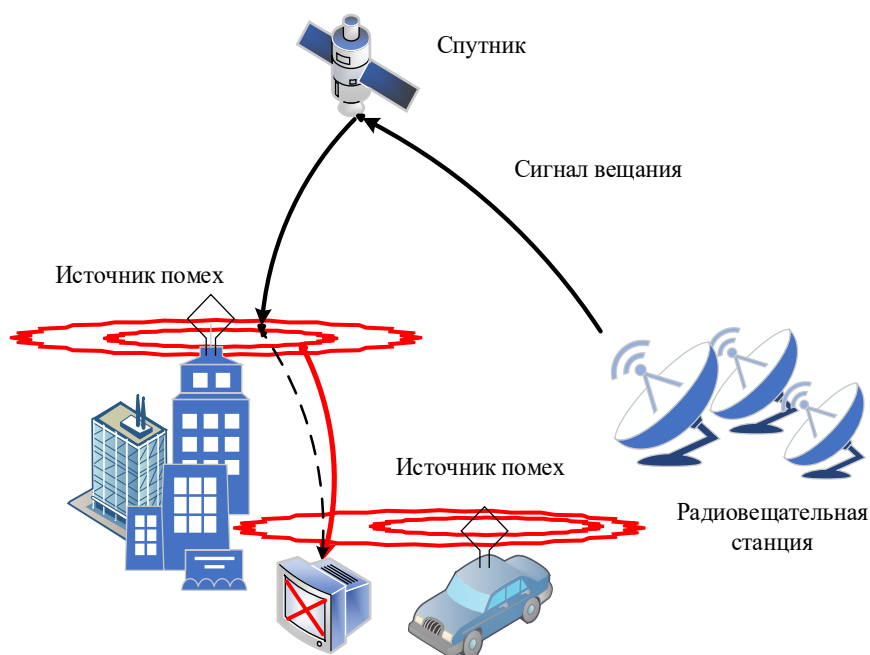 Спутник
Сигнал вещания
Источник помех
Источник помех
Радиовещательная
станция